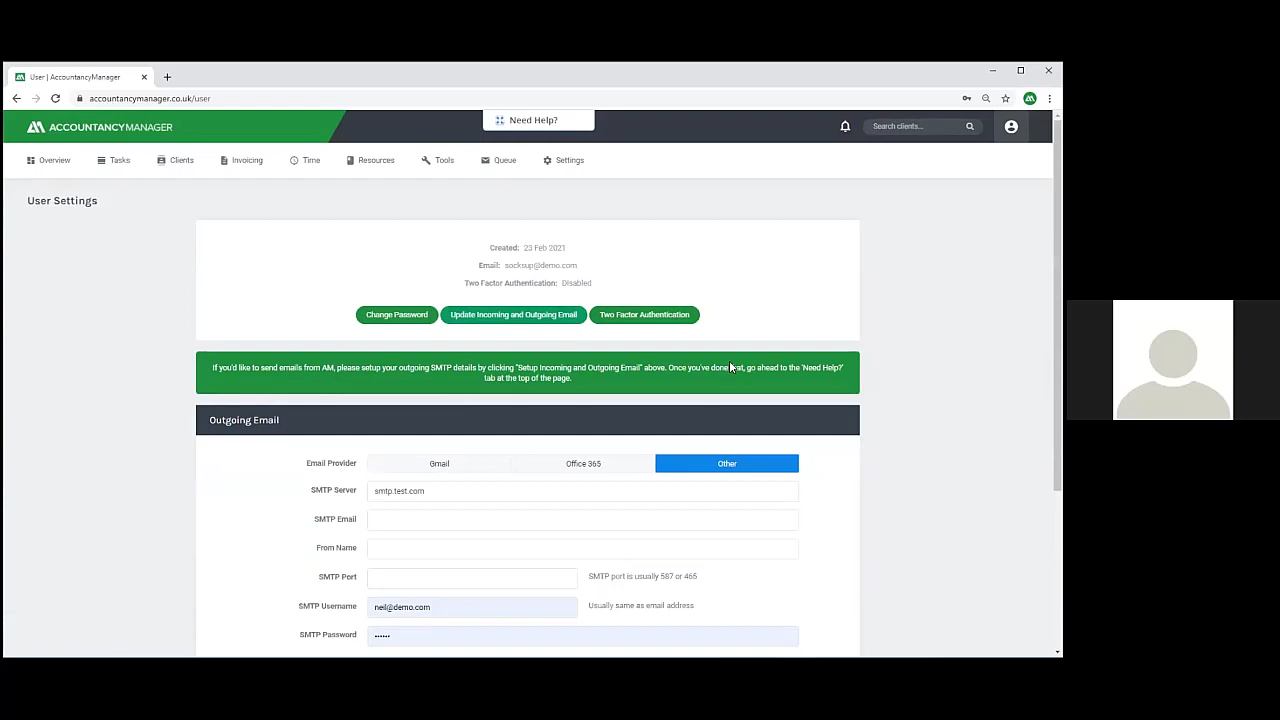 User | AccountancyManager
accountancymanager.co.uk/user
ACCOUNTANCYMANAGER
Need Help?
Search clients...
Overview Tasks Clients Invoicing Time Resources Tools Queue Settings
User Settings
Created: 23 Feb 2021
Email: socksup@demo.com
Two Factor Authentication: Disabled
Change Password Update Incoming and Outgoing Email Two Factor Authentication
If you'd like to send emails from AM, please setup your outgoing SMTP details by clicking "Setup Incoming and Outgoing Email" above. Once you've done that, go ahead to the 'Need Help?'
tab at the top of the page.
Outgoing Email
Email Provider Gmail Office 365 Other
SMTP Server smtp.test.com
SMTP Email
From Name
SMTP Port SMTP port is usually 587 or 465
SMTP Username neil@demo.com Usually same as email address
SMTP Password ••••••